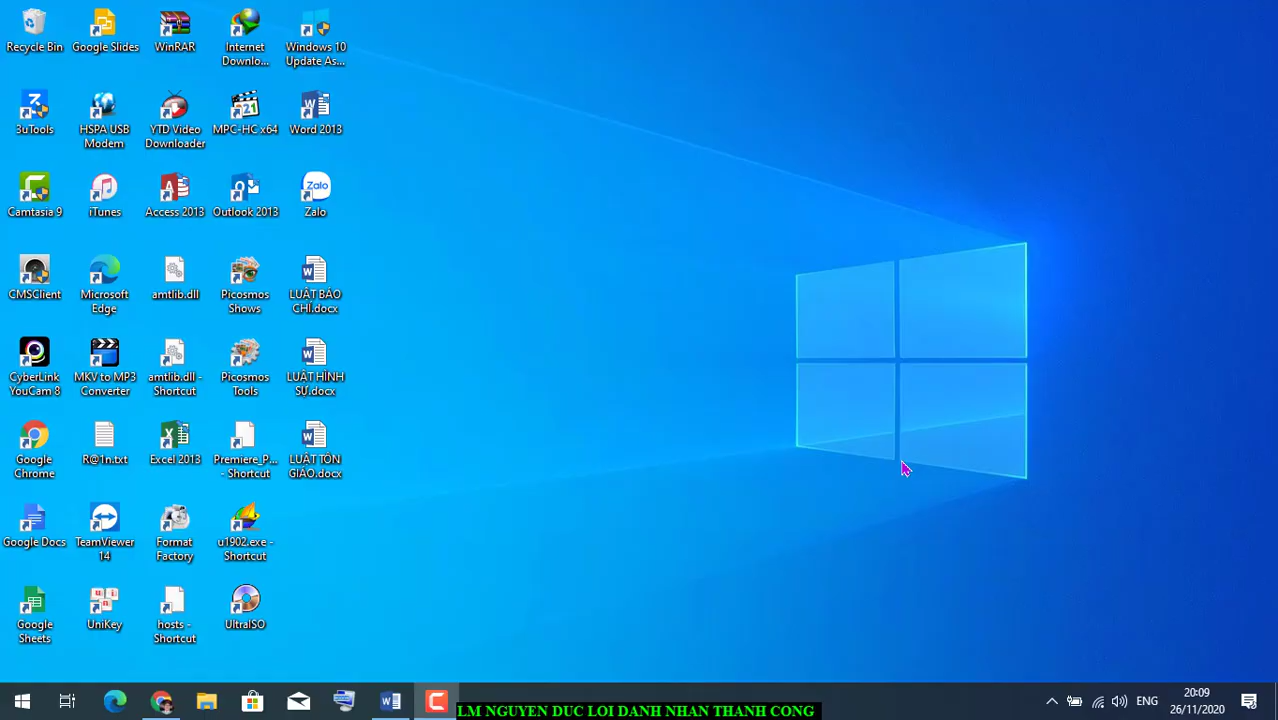 Recycle Bin
Google Slides
WinRAR
Internet
Downlo...
Windows 10
Update As...
3uTools
HSPA USB
Modem
YTD Video
Downloader
MPC-HC x64
Word 2013
Camtasia 9
iTunes
Access 2013
Outlook 2013
Zalo
CMSClient
Microsoft
Edge
amtlib.dll
Picosmos
Shows
LUẬT BÁO
CHÍ.docx
CyberLink
YouCam 8
MKV to MP3
Converter
amtlib.dll -
Shortcut
Picosmos
Tools
LUẬT HÌNH
SỰ.docx
Google
Chrome
R@1n.txt
Excel 2013
Premiere_P...
- Shortcut
LUẬT TÔN
GIÁO.docx
Google Docs
TeamViewer
14
Format
Factory
u1902.exe -
Shortcut
Google
Sheets
UniKey
hosts -
Shortcut
UltraISO
LM NGUYEN DUC LOI DANH NHAN THANH CONG
ENG
20:09
26/11/2020